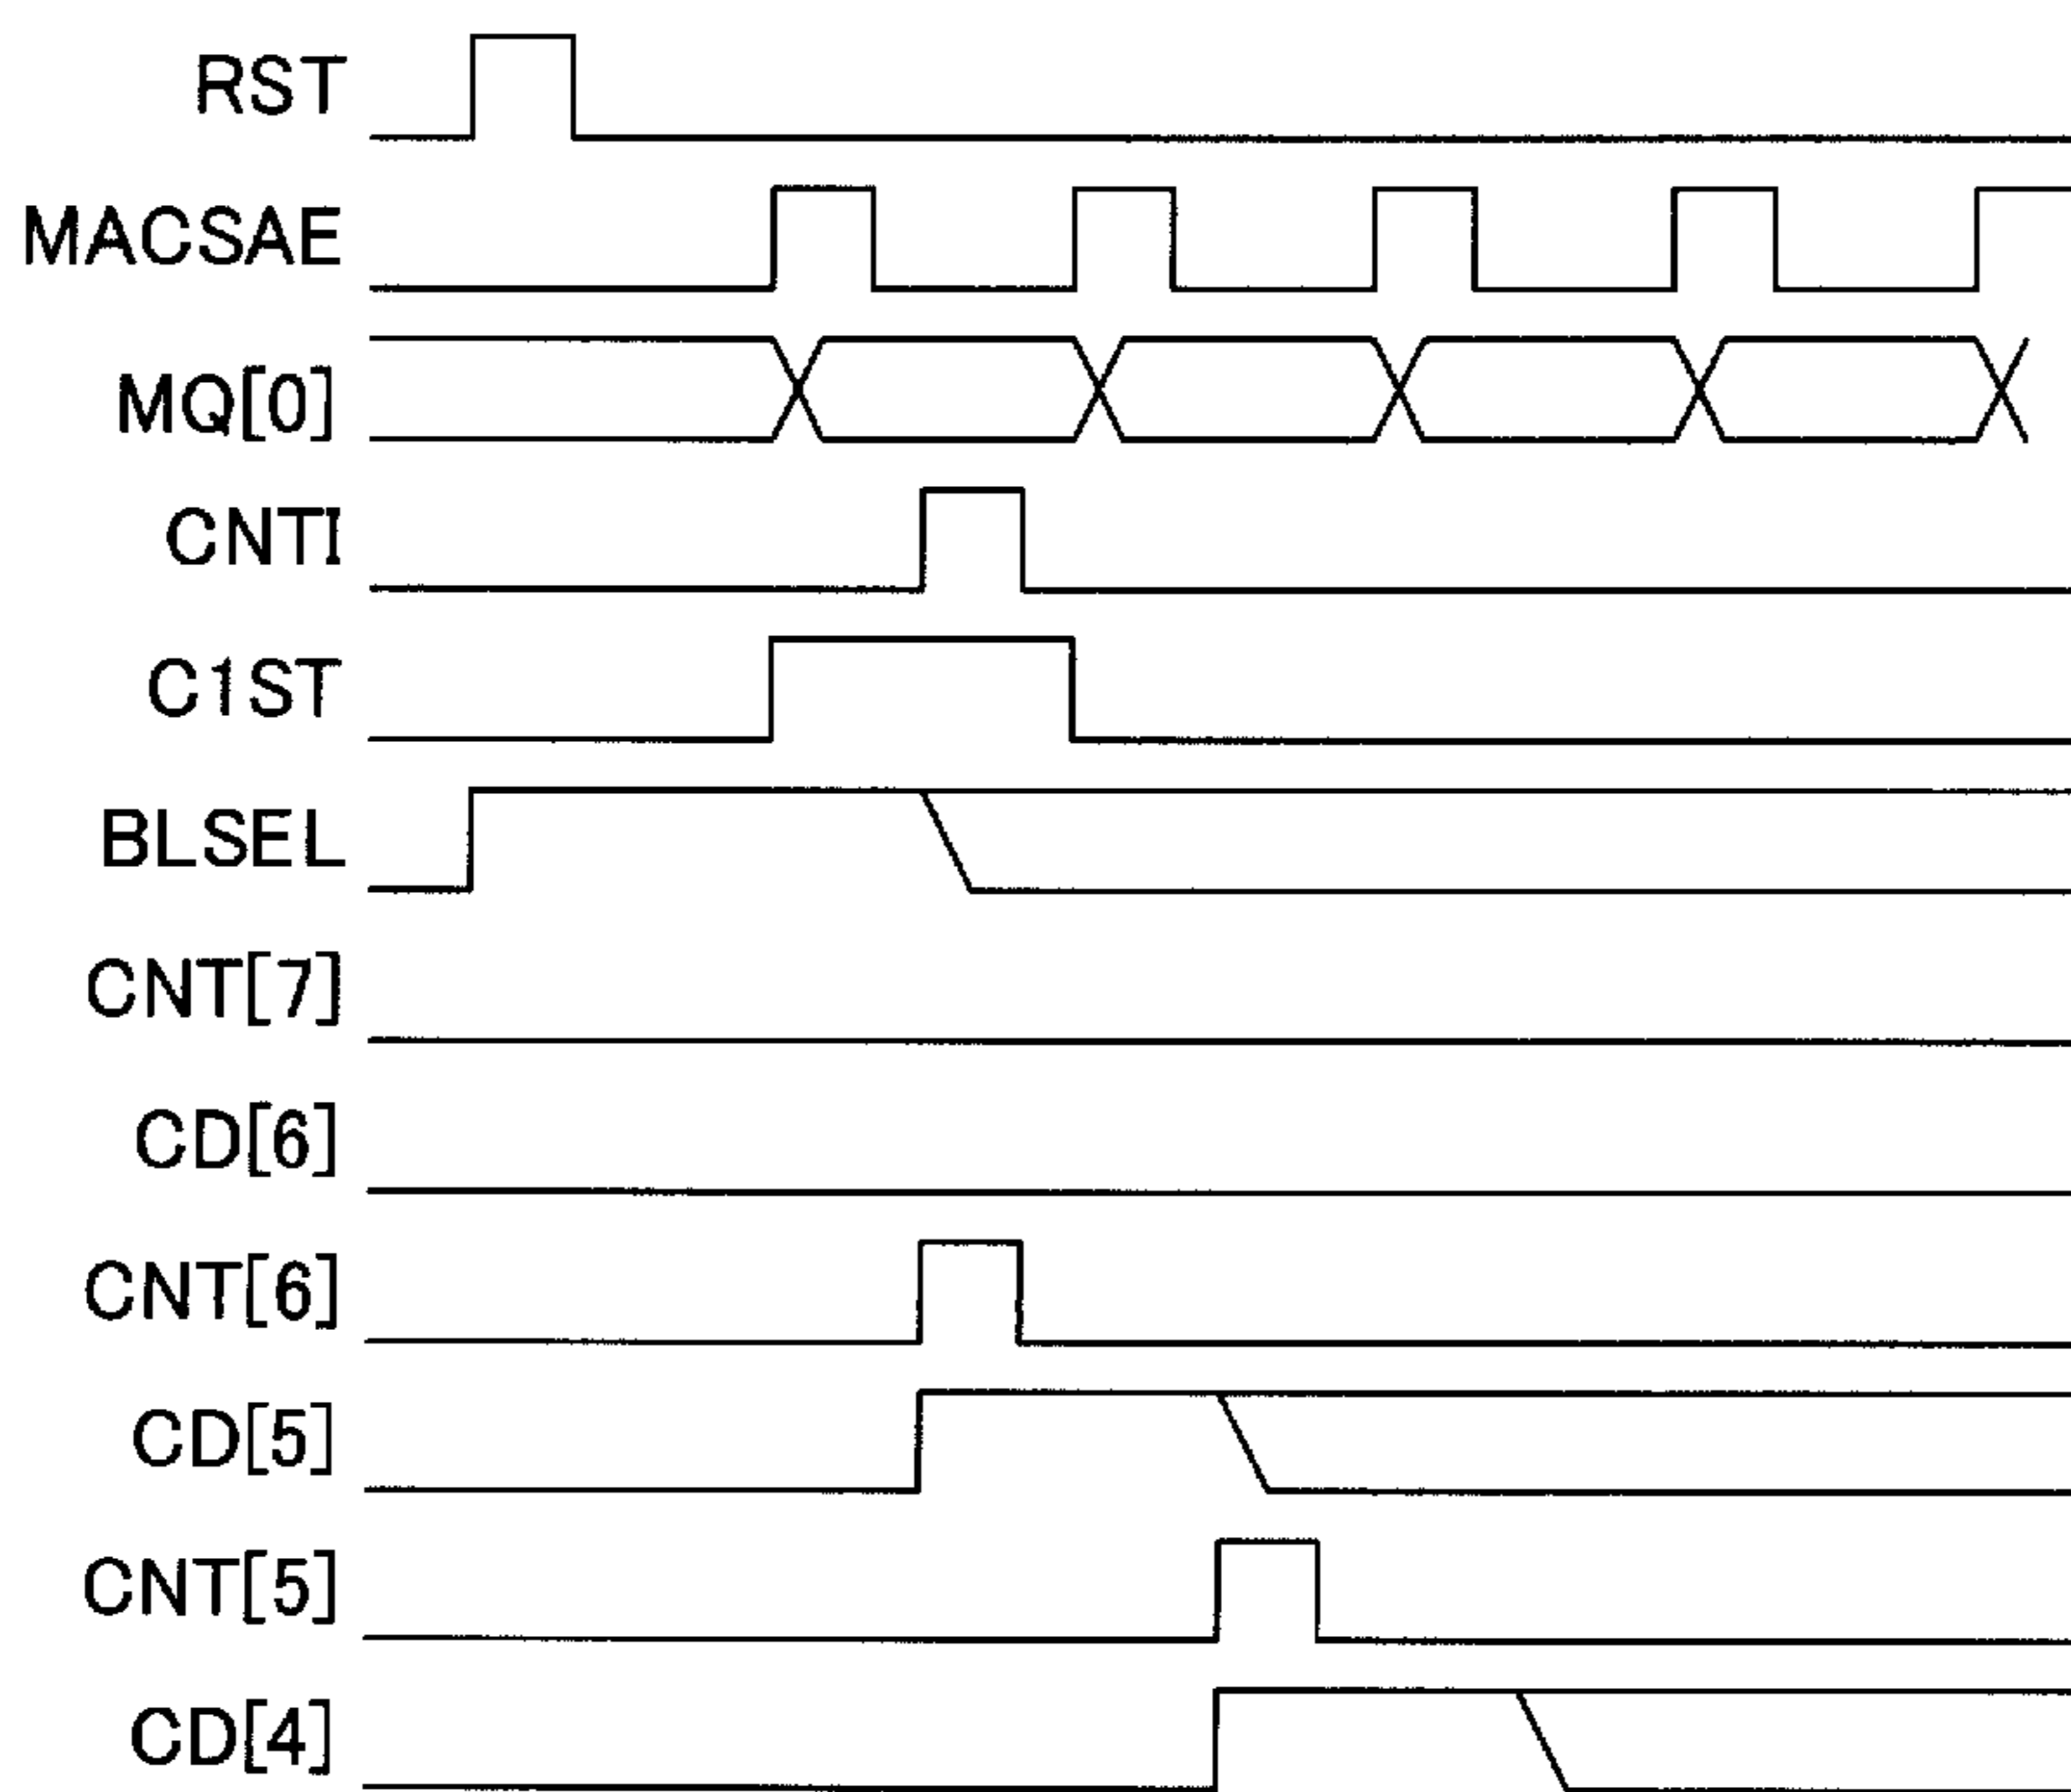 RST
MACSAE
MQ[0]
CNTI
C1ST
BLSEL
CNT[7]
CD[6]
CNT[6]
CD[5]
CNT[5]
CD[4]